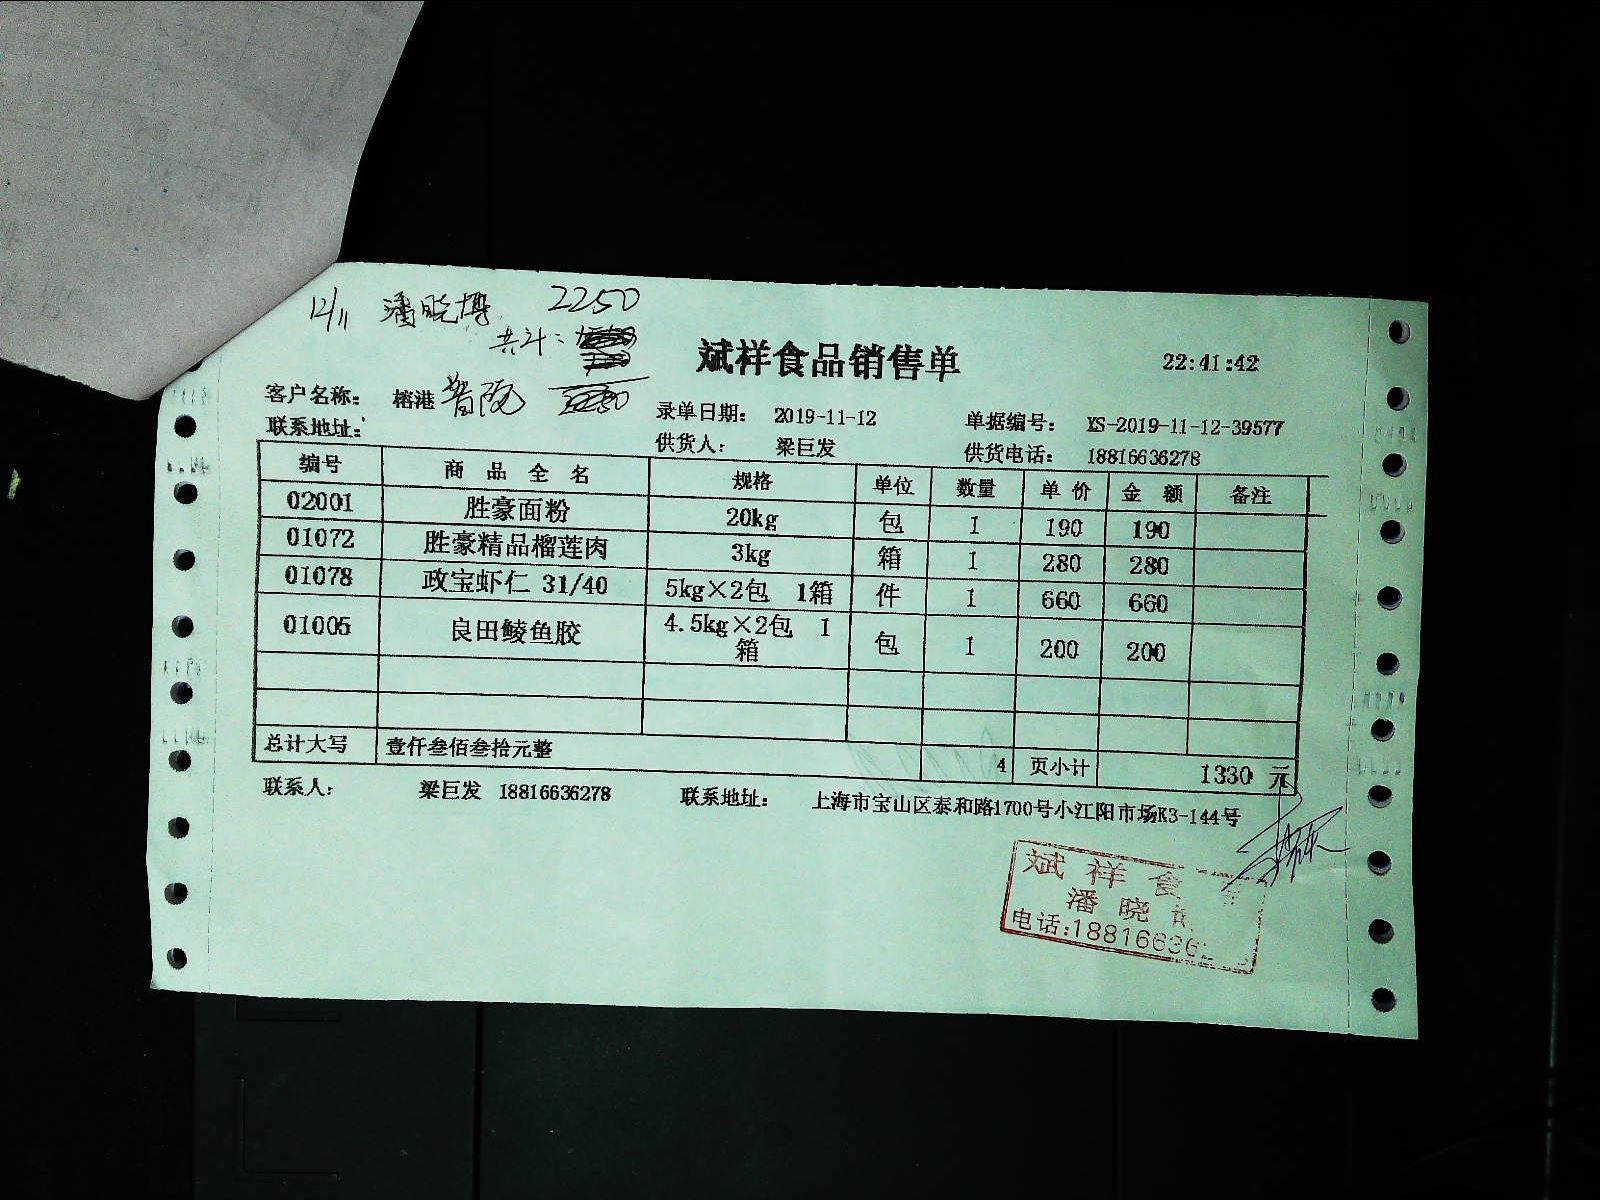 12/11 潘晓博 2250
共计：
斌祥食品销售单 22:41:42
客户名称： 榕港 普陀 录单日期： 2019-11-12 单据编号： XS-2019-11-12-39577
联系地址： 供货人： 梁巨发 供货电话： 18816636278
编号 商 品 全 名 规格 单位 数量 单 价 金 额 备注
02001 胜豪面粉 20kg 包 1 190 190
01072 胜豪精品榴莲肉 3kg 箱 1 280 280
01078 政宝虾仁 31/40 5kg×2包 1箱 件 1 660 660
01005 良田鲮鱼胶 4.5kg×2包 1箱 包 1 200 200
总计大写 壹仟叁佰叁拾元整 4 页小计 1330 元
联系人： 梁巨发 18816636278 联系地址： 上海市宝山区泰和路1700号小江阳市场K3-144号
斌祥食
潘晓
电话:18816636